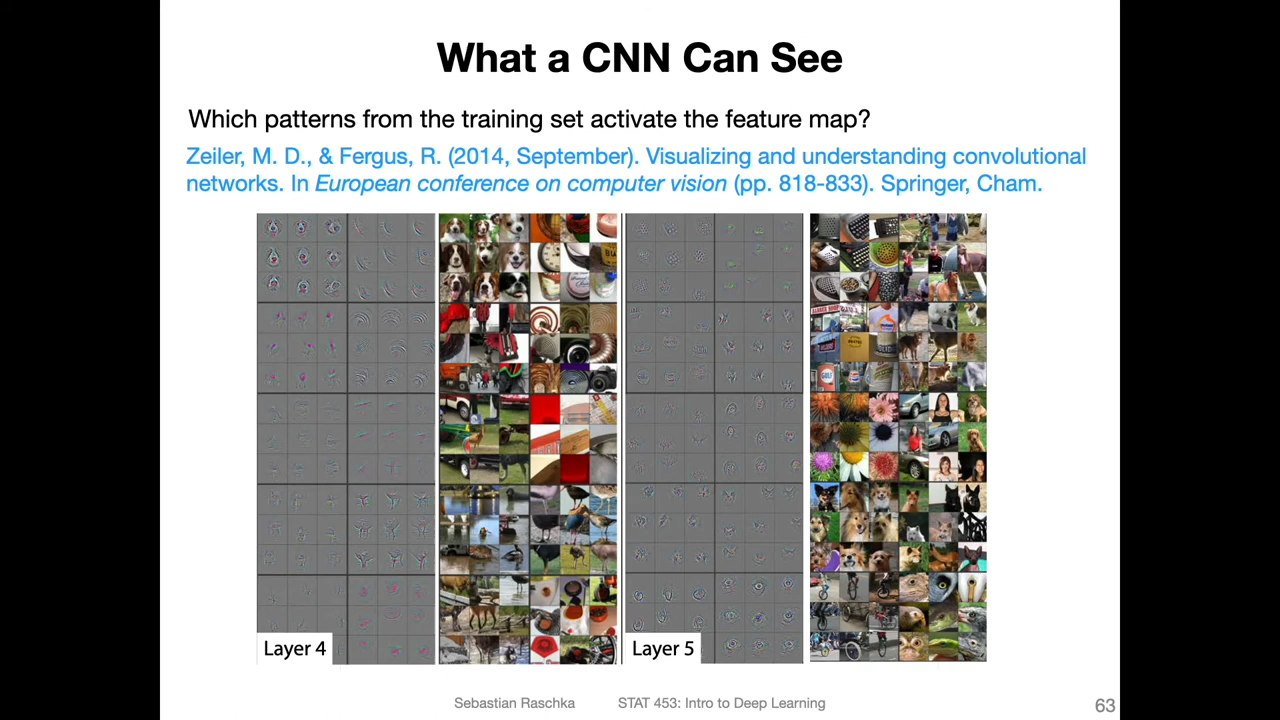 What a CNN Can See
Which patterns from the training set activate the feature map?
Zeiler, M. D., & Fergus, R. (2014, September). Visualizing and understanding convolutional
networks. In European conference on computer vision (pp. 818-833). Springer, Cham.
Layer 4
Layer 5
Sebastian Raschka
STAT 453: Intro to Deep Learning
63